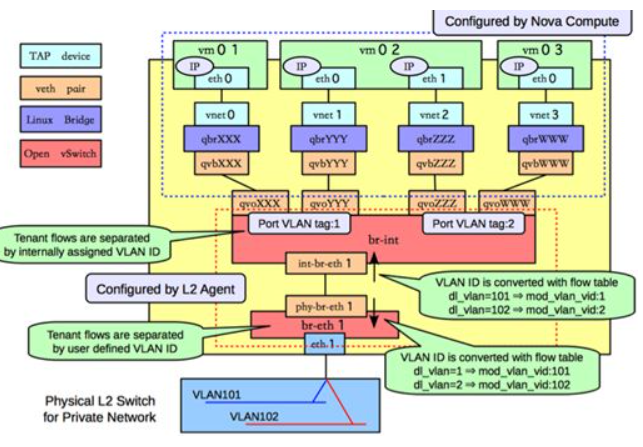 Configured by Nova Compute
TAP device
veth pair
Linux Bridge
Open vSwitch
vm 0 1
vm 0 2
vm 0 3
IP
IP
IP
IP
eth 0
eth 0
eth 1
eth 0
vnet 0
vnet 1
vnet 2
vnet 3
qbrXXX
qbrYYY
qbrZZZ
qbrWWW
qvbXXX
qvbYYY
qvbZZZ
qvbWWW
qvoXXX
qvoYYY
qvoZZZ
qvoWWW
Port VLAN tag:1
Port VLAN tag:2
br-int
Tenant flows are separated
by internally assigned VLAN ID
int-br-eth 1
Configured by L2 Agent
VLAN ID is converted with flow table
dl_vlan=101 ⇒ mod_vlan_vid:1
dl_vlan=102 ⇒ mod_vlan_vid:2
phy-br-eth 1
br-eth 1
Tenant flows are separated
by user defined VLAN ID
eth 1
VLAN ID is converted with flow table
dl_vlan=1 ⇒ mod_vlan_vid:101
dl_vlan=2 ⇒ mod_vlan_vid:102
Physical L2 Switch
for Private Network
VLAN101
VLAN102